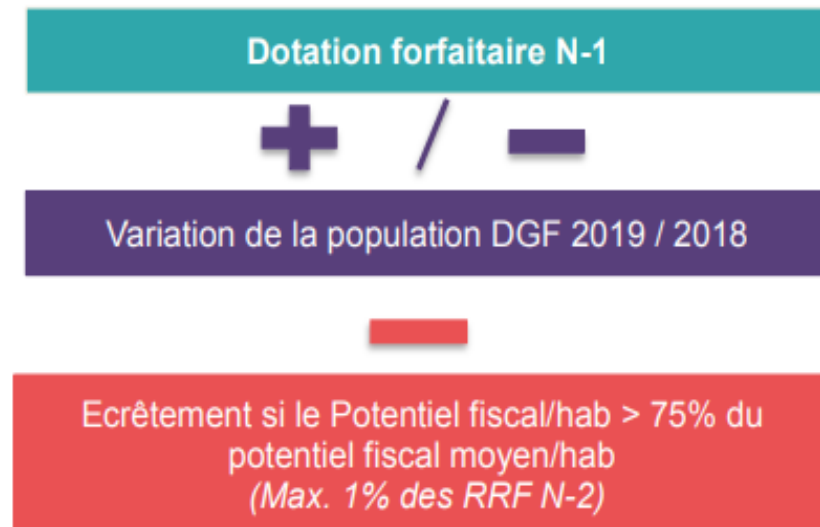 Dotation forfaitaire N-1
+ / -
Variation de la population DGF 2019 / 2018
-
Ecrêtement si le Potentiel fiscal/hab > 75% du
potentiel fiscal moyen/hab
(Max. 1% des RRF N-2)